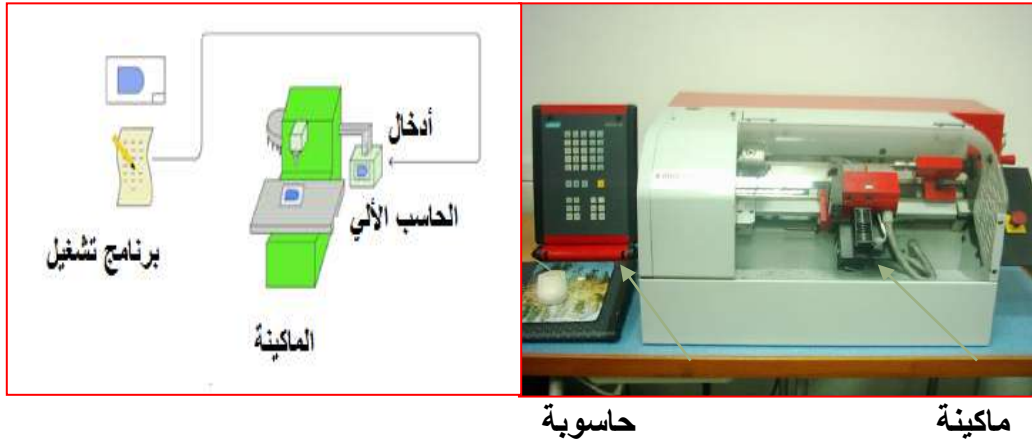 أدخال
الحاسب الألي
برنامج تشغيل
الماكينة
ماكينة
حاسوبة